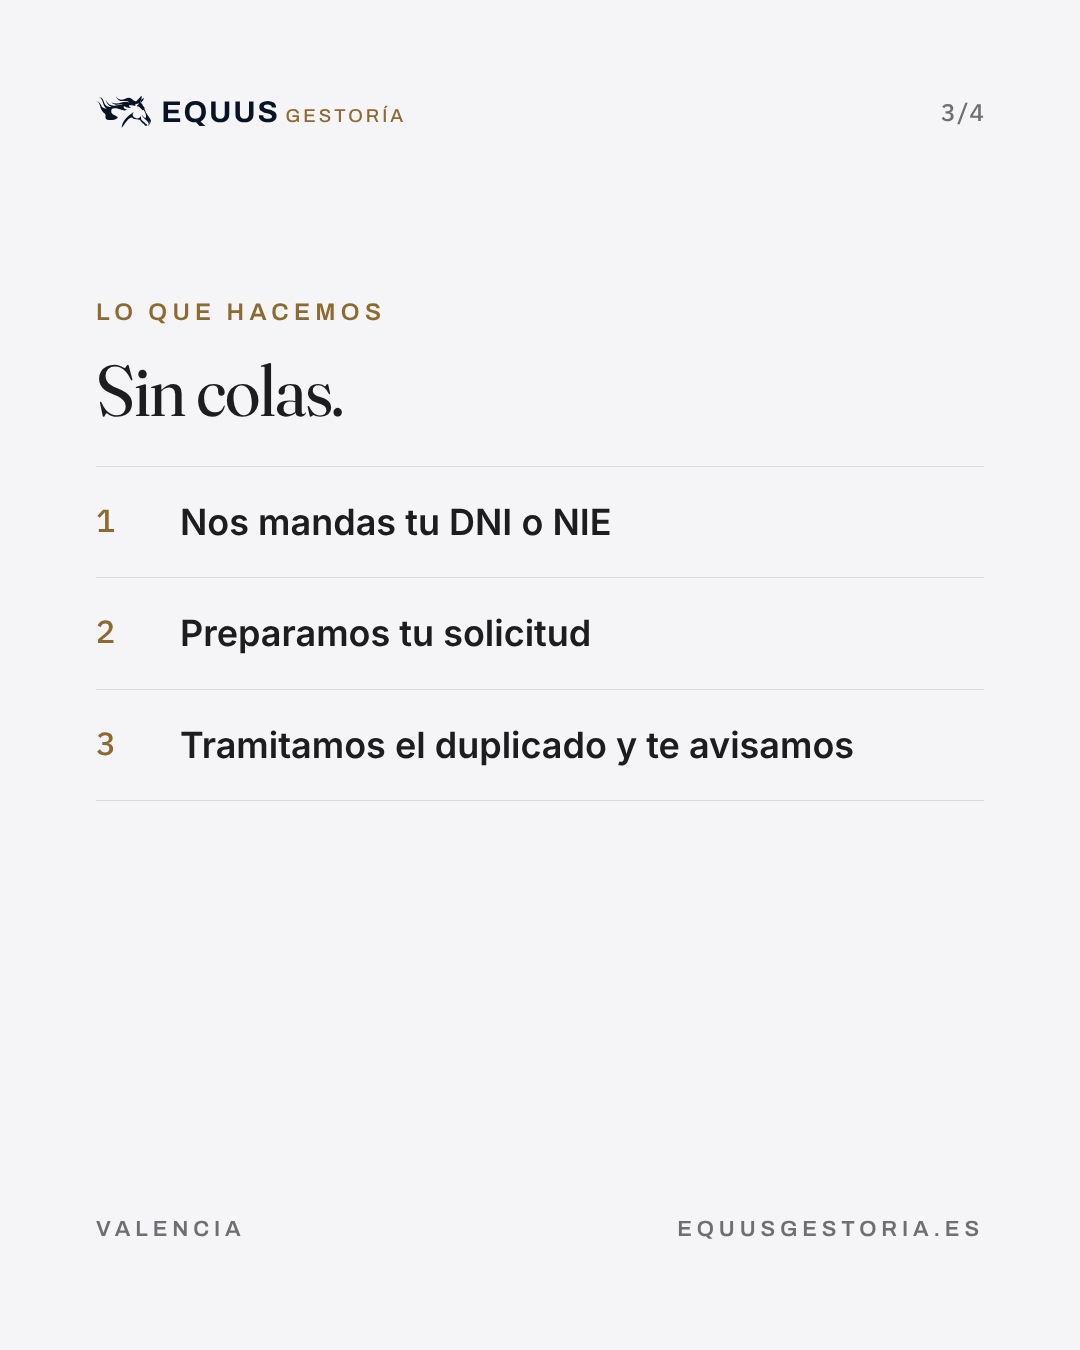 EQUUS GESTORÍA
3/4
LO QUE HACEMOS
Sin colas.
1 Nos mandas tu DNI o NIE
2 Preparamos tu solicitud
3 Tramitamos el duplicado y te avisamos
VALENCIA
EQUUSGESTORIA.ES